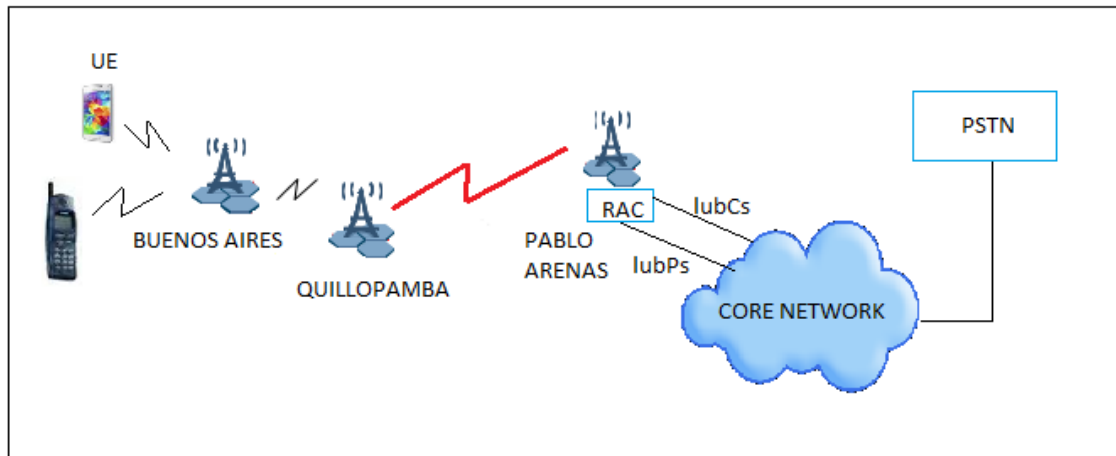 UE
PSTN
RAC
IubCs
BUENOS AIRES
PABLO
ARENAS
IubPs
QUILLOPAMBA
CORE NETWORK